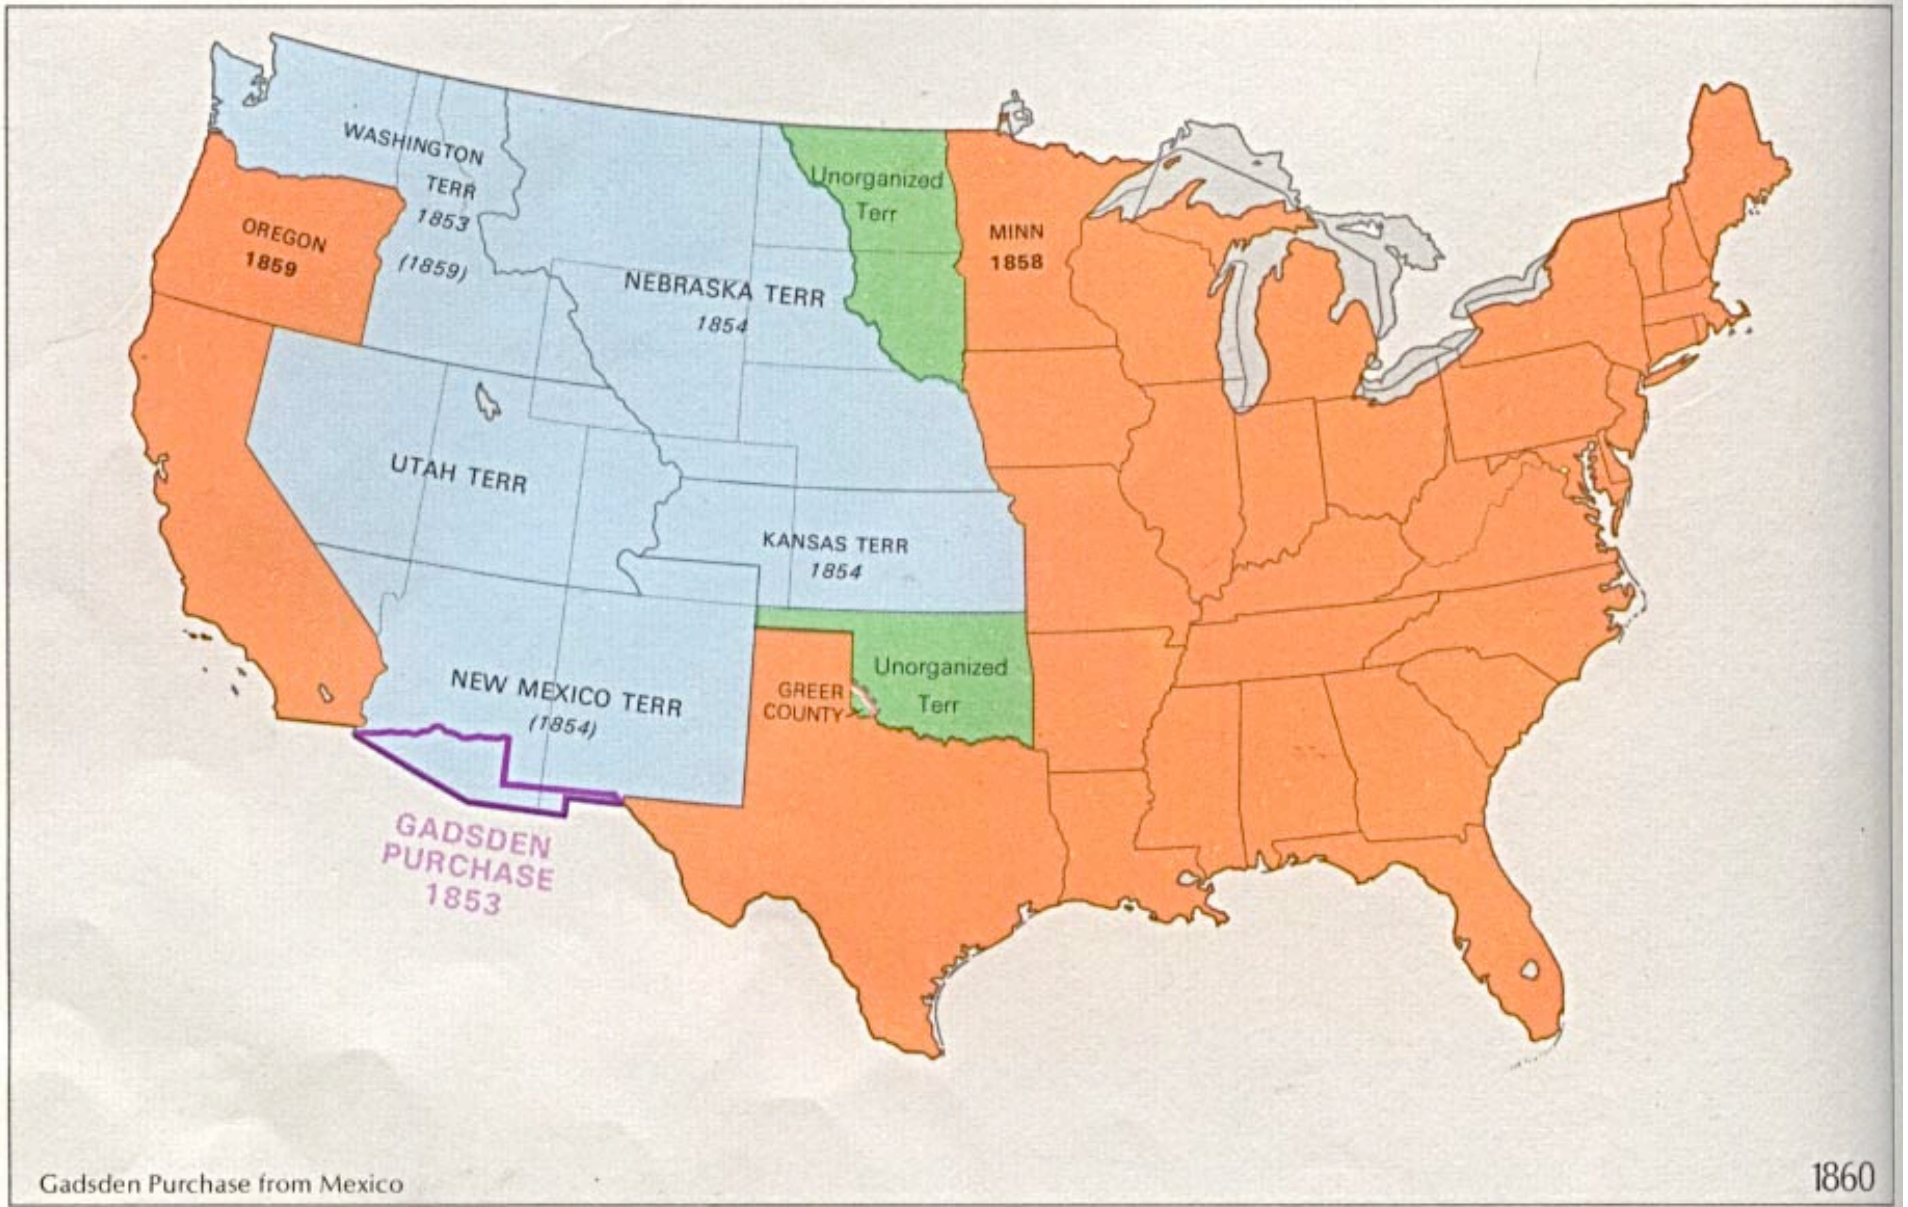 WASHINGTON
TERR
1853
(1859)
OREGON
1859
Unorganized
Terr
MINN
1858
NEBRASKA TERR
1854
UTAH TERR
KANSAS TERR
1854
NEW MEXICO TERR
(1854)
GREER
COUNTY
Unorganized
Terr
GADSDEN
PURCHASE
1853
Gadsden Purchase from Mexico
1860